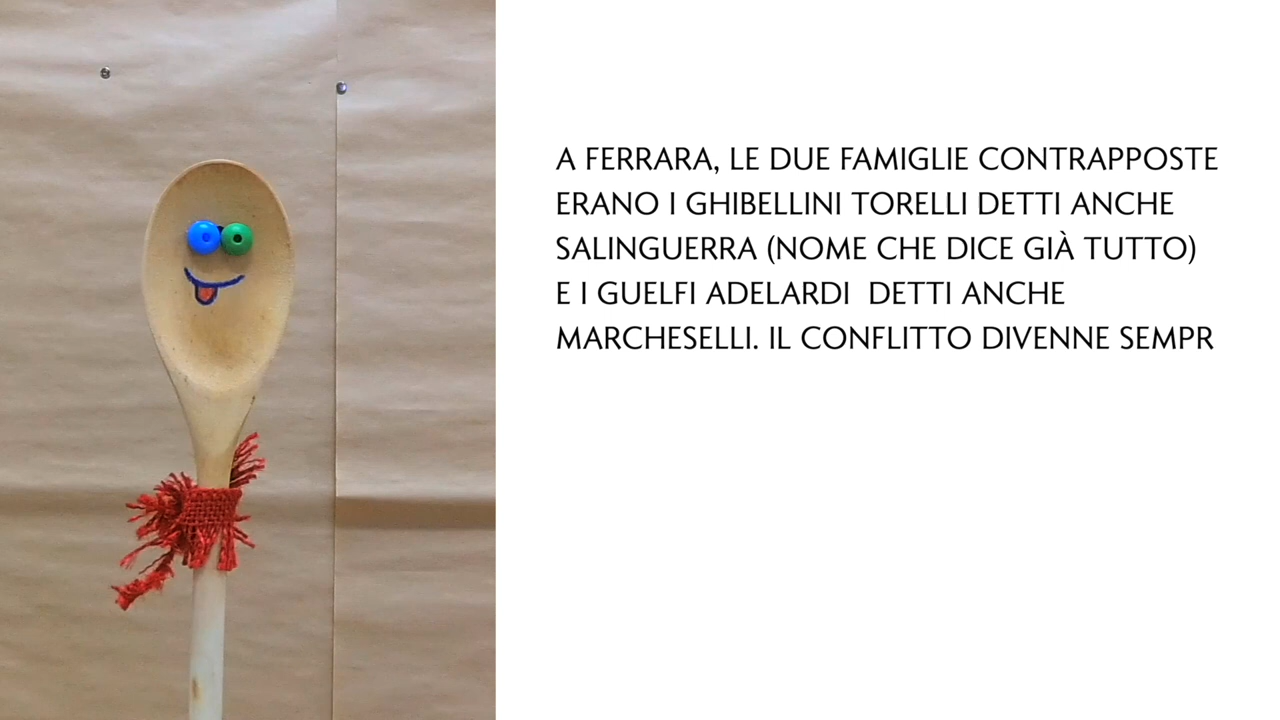 A FERRARA, LE DUE FAMIGLIE CONTRAPPOSTE
ERANO I GHIBELLINI TORELLI DETTI ANCHE
SALINGUERRA (NOME CHE DICE GIÀ TUTTO)
E I GUELFI ADELARDI  DETTI ANCHE
MARCHESELLI. IL CONFLITTO DIVENNE SEMPR